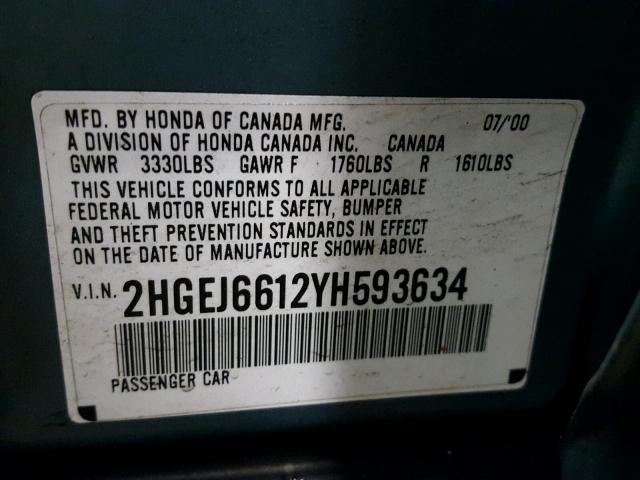 MFD. BY HONDA OF CANADA MFG. 07/'00
A DIVISION OF HONDA CANADA INC. CANADA
GVWR 3330LBS GAWR F 1760LBS R 1610LBS
THIS VEHICLE CONFORMS TO ALL APPLICABLE
FEDERAL MOTOR VEHICLE SAFETY, BUMPER
AND THEFT PREVENTION STANDARDS IN EFFECT
ON THE DATE OF MANUFACTURE SHOWN ABOVE.
V.I.N. 2HGEJ6612YH593634
PASSENGER CAR